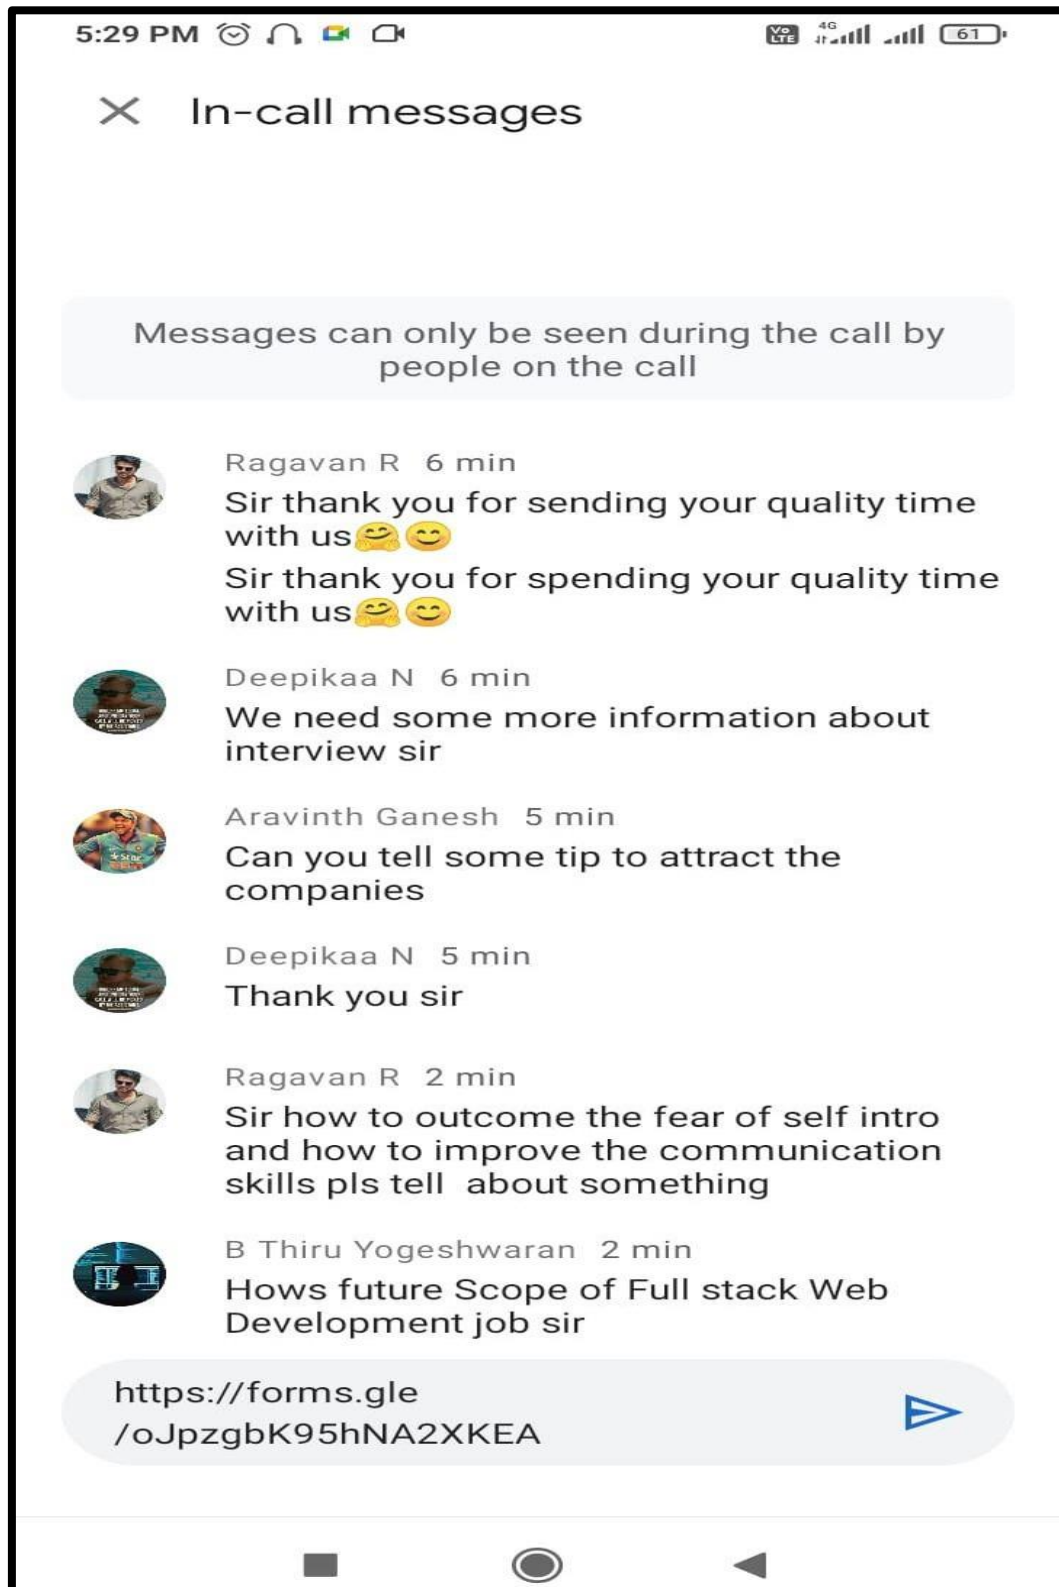 5:29 PM
Vo LTE 4G 61
In-call messages
Messages can only be seen during the call by
people on the call
Ragavan R 6 min
Sir thank you for sending your quality time
with us🤗😊
Sir thank you for spending your quality time
with us🤗😊
Deepikaa N 6 min
We need some more information about
interview sir
Aravinth Ganesh 5 min
Can you tell some tip to attract the
companies
Deepikaa N 5 min
Thank you sir
Ragavan R 2 min
Sir how to outcome the fear of self intro
and how to improve the communication
skills pls tell about something
B Thiru Yogeshwaran 2 min
Hows future Scope of Full stack Web
Development job sir
https://forms.gle
/oJpzgbK95hNA2XKEA